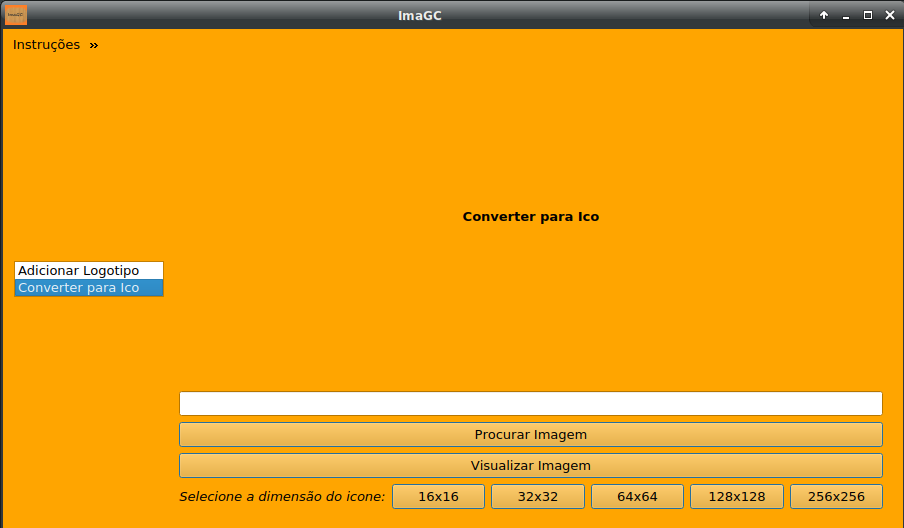 ImaGC
Instruções »
Converter para Ico
Adicionar Logotipo
Converter para Ico
Procurar Imagem
Visualizar Imagem
Selecione a dimensão do icone: 16x16 32x32 64x64 128x128 256x256